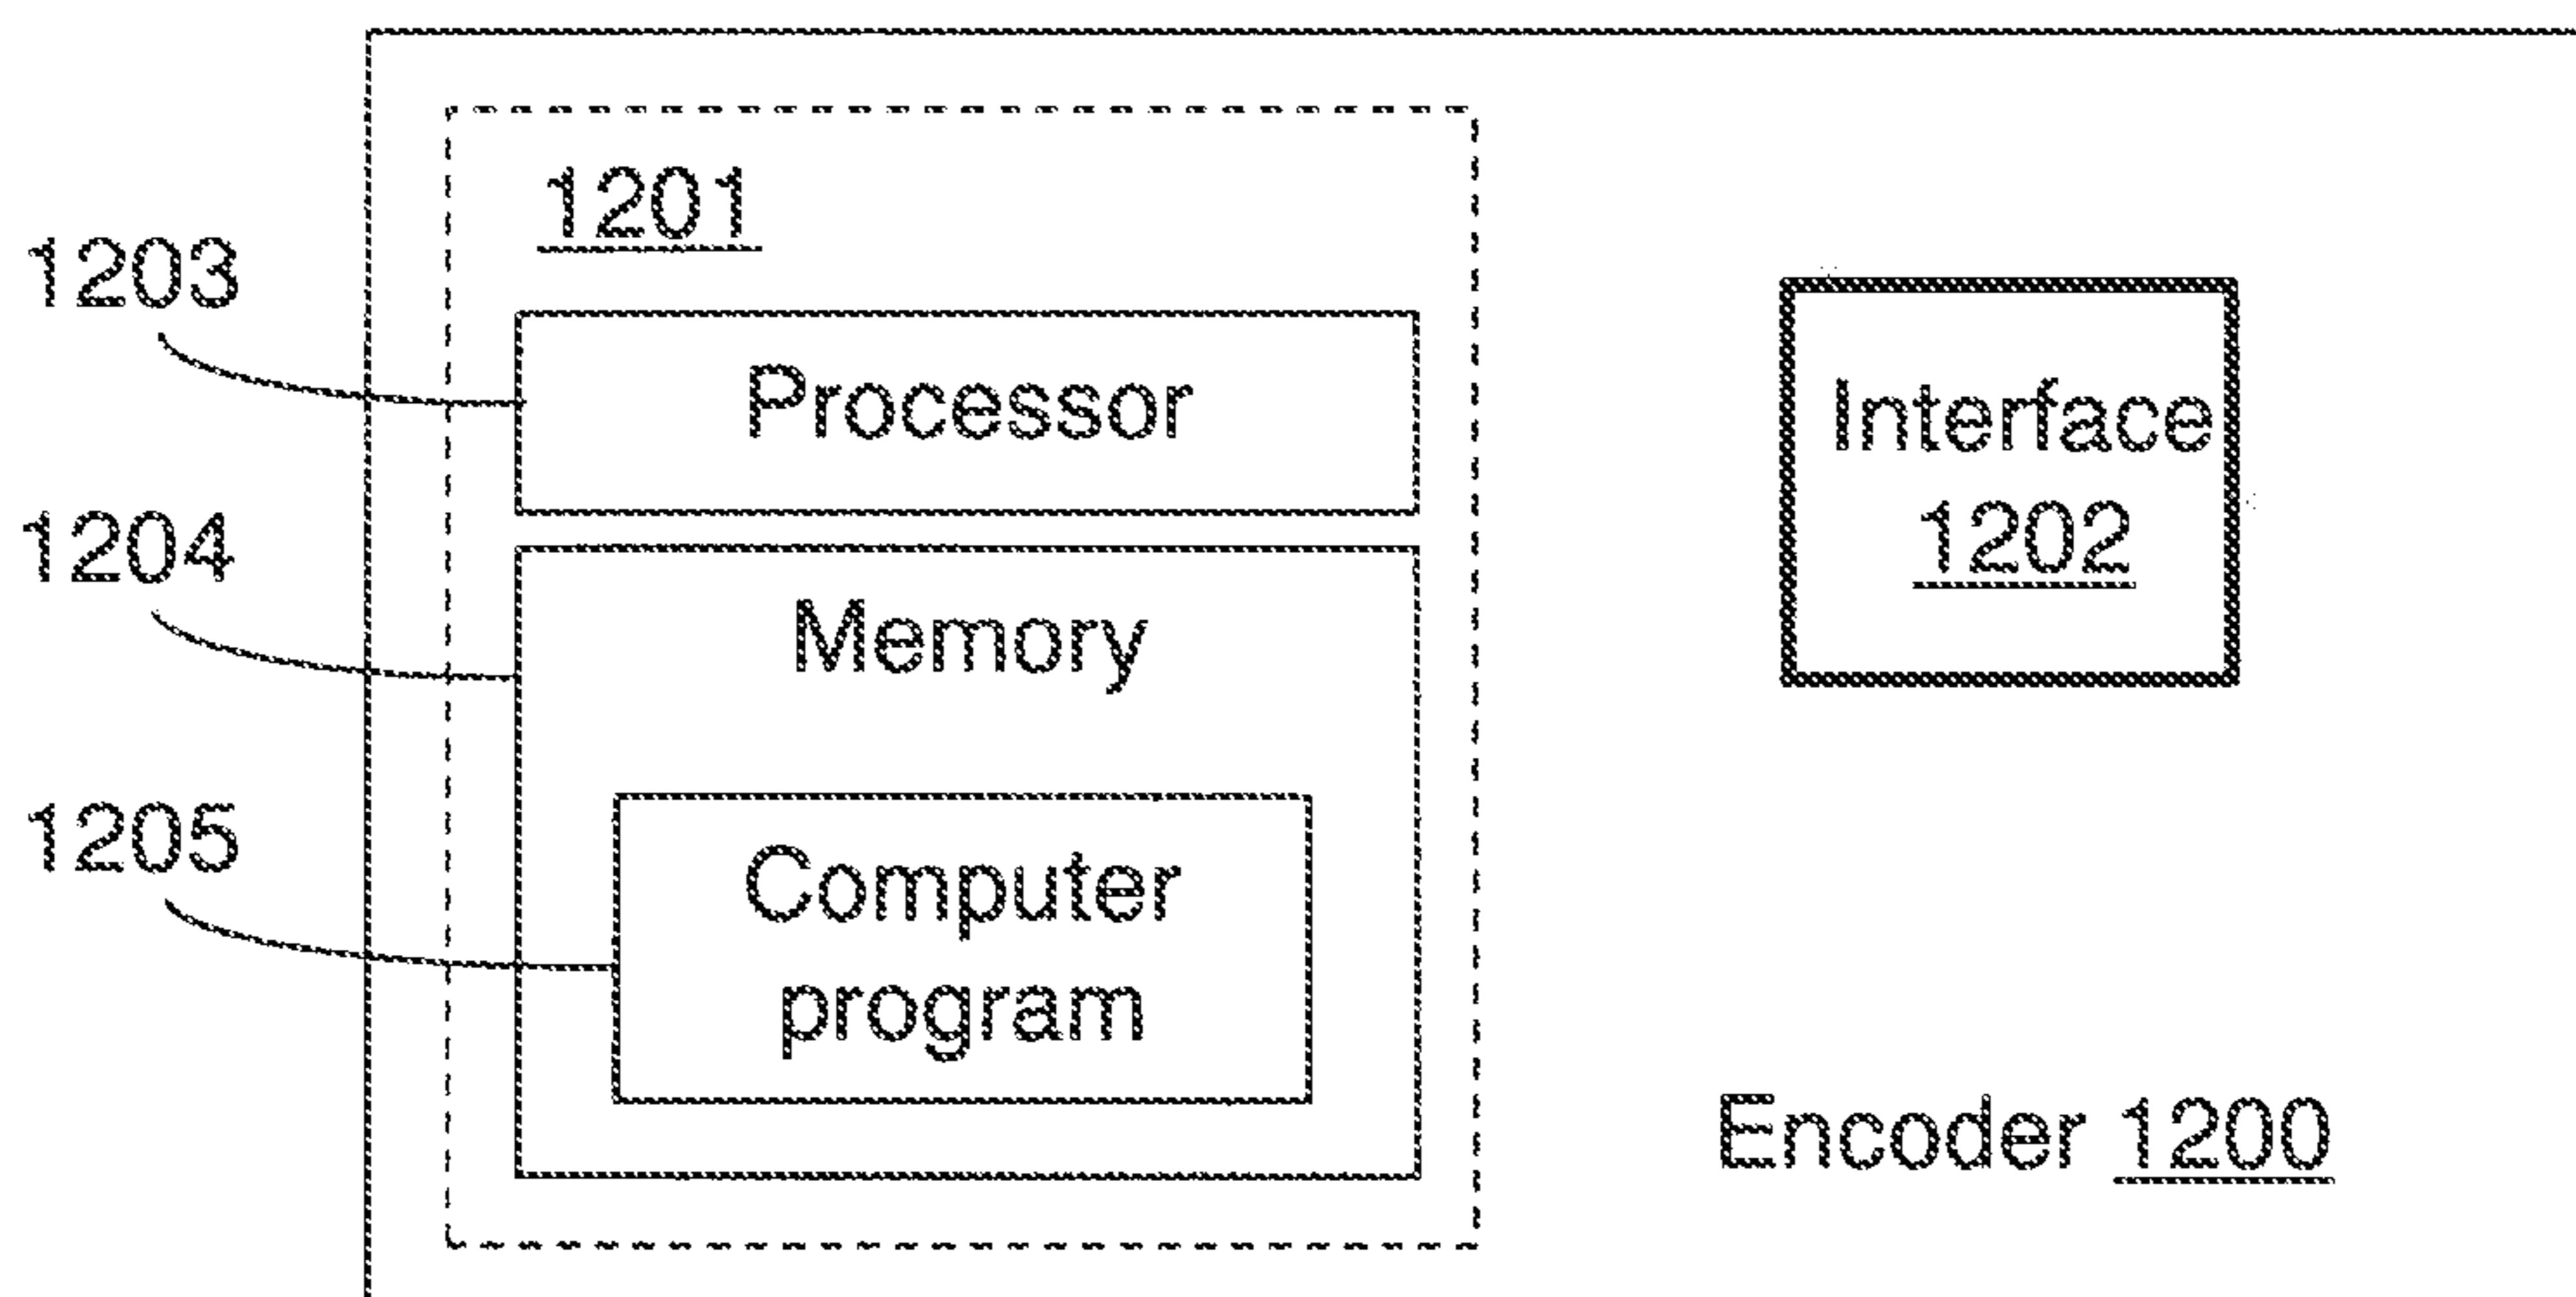 1201
1203
Processor
Interface
1202
1204
Memory
1205
Computer
program
Encoder 1200